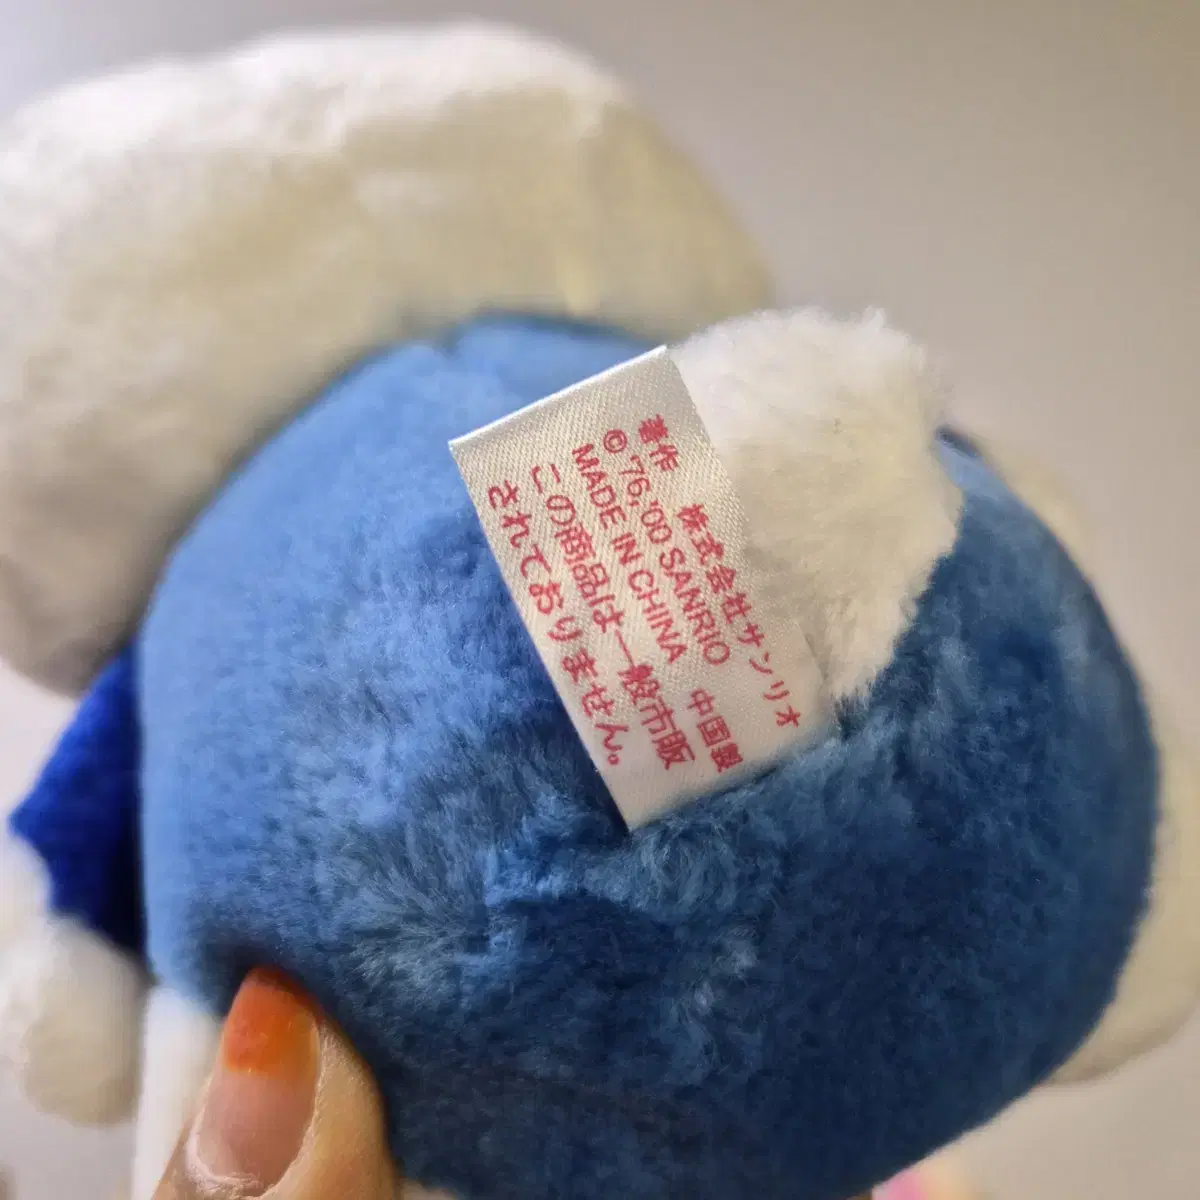 著作 株式会社サンリオ
© '76, '00 SANRIO
MADE IN CHINA 中国製
この商品は一般市販
されておりません。